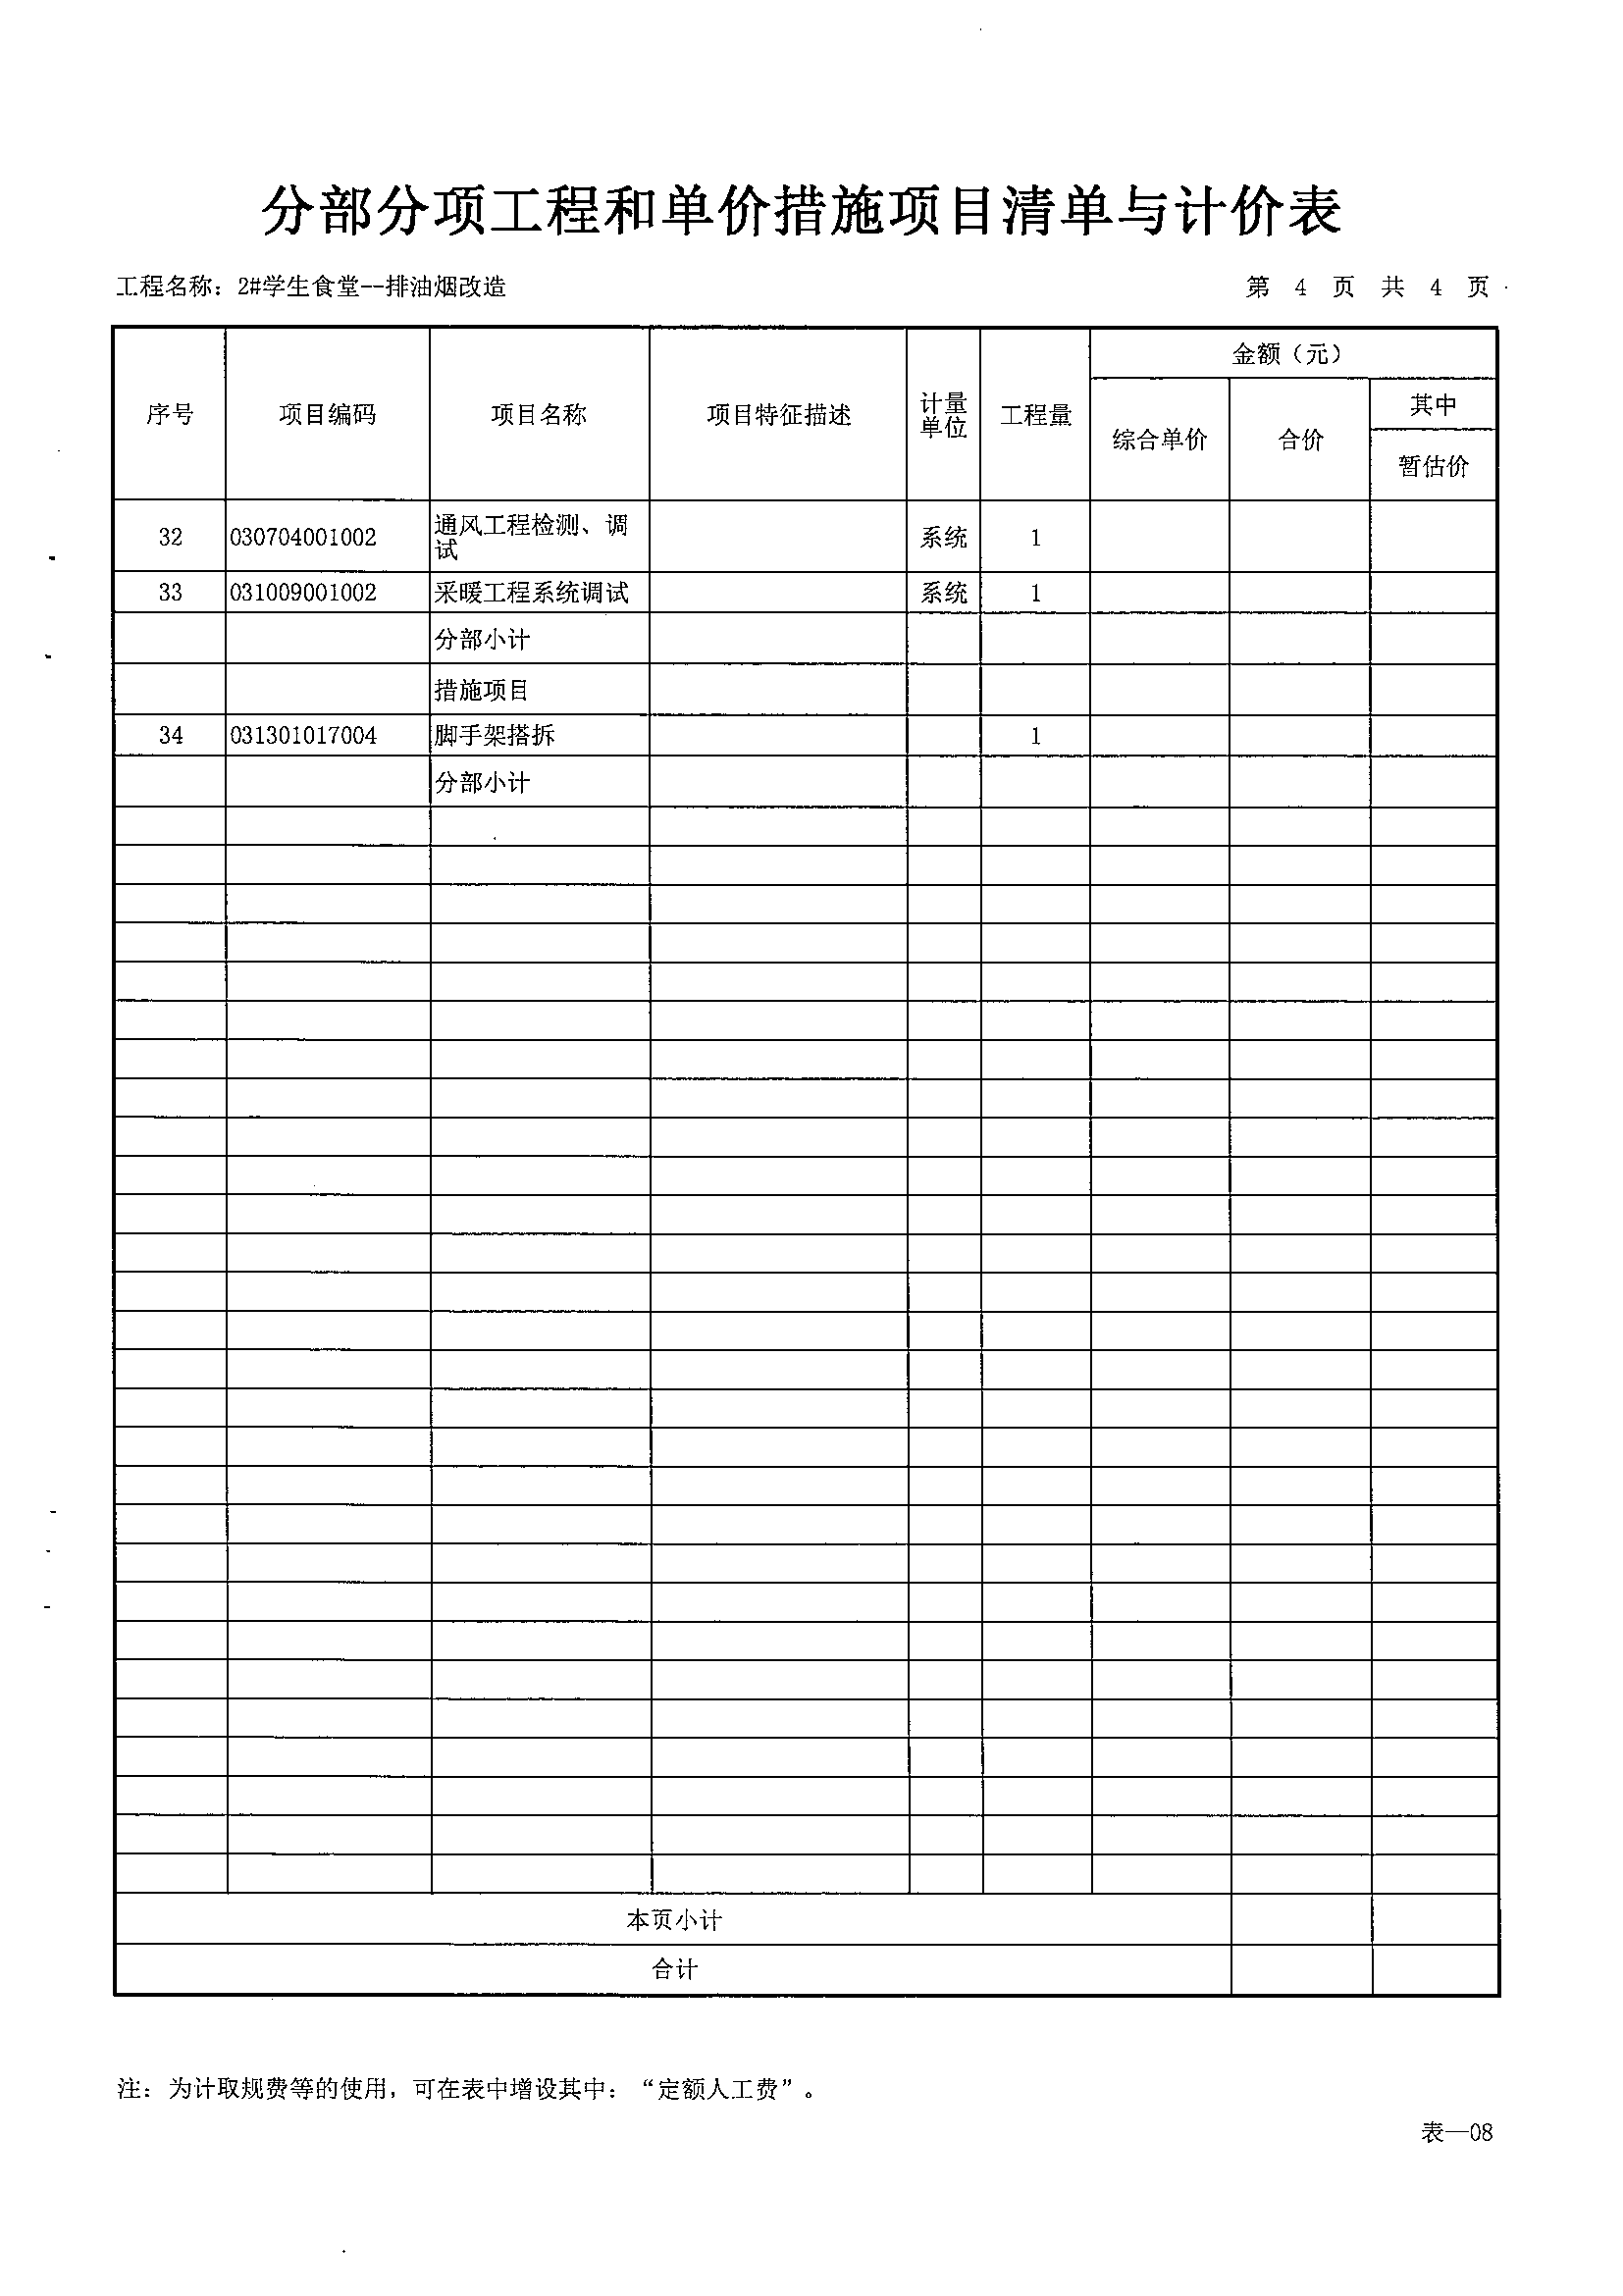 分部分项工程和单价措施项目清单与计价表
工程名称：2#学生食堂--排油烟改造 第 4 页 共 4 页
序号 项目编码 项目名称 项目特征描述 计量单位 工程量 金额（元）
综合单价 合价 其中
暂估价
32 030704001002 通风工程检测、调试 系统 1
33 031009001002 采暖工程系统调试 系统 1
分部小计
措施项目
34 031301017004 脚手架搭拆 1
分部小计
本页小计
合计
注：为计取规费等的使用，可在表中增设其中：“定额人工费”。
表—08